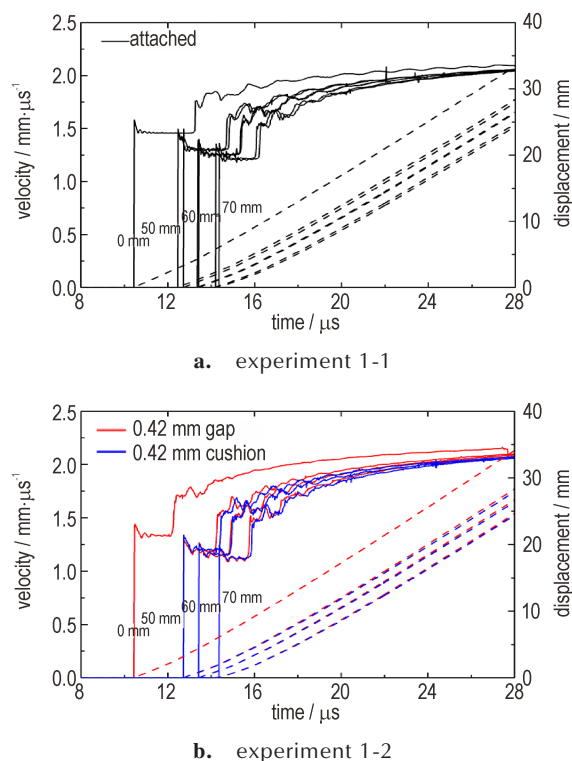 attached
2.5
2.0
1.5
1.0
0.5
0.0
velocity / mm·μs⁻¹
40
30
20
10
0
displacement / mm
0 mm
50 mm
60 mm
70 mm
8 12 16 20 24 28
time / μs
a. experiment 1-1
0.42 mm gap
0.42 mm cushion
2.5
2.0
1.5
1.0
0.5
0.0
velocity / mm·μs⁻¹
40
30
20
10
0
displacement / mm
0 mm
50 mm
60 mm
70 mm
8 12 16 20 24 28
time / μs
b. experiment 1-2